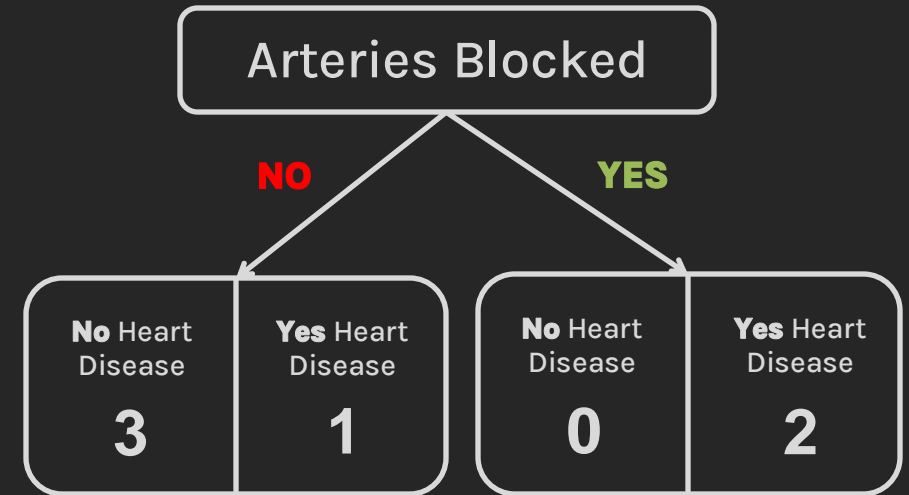 Arteries Blocked
NO
YES
No Heart
Disease
3
Yes Heart
Disease
1
No Heart
Disease
0
Yes Heart
Disease
2